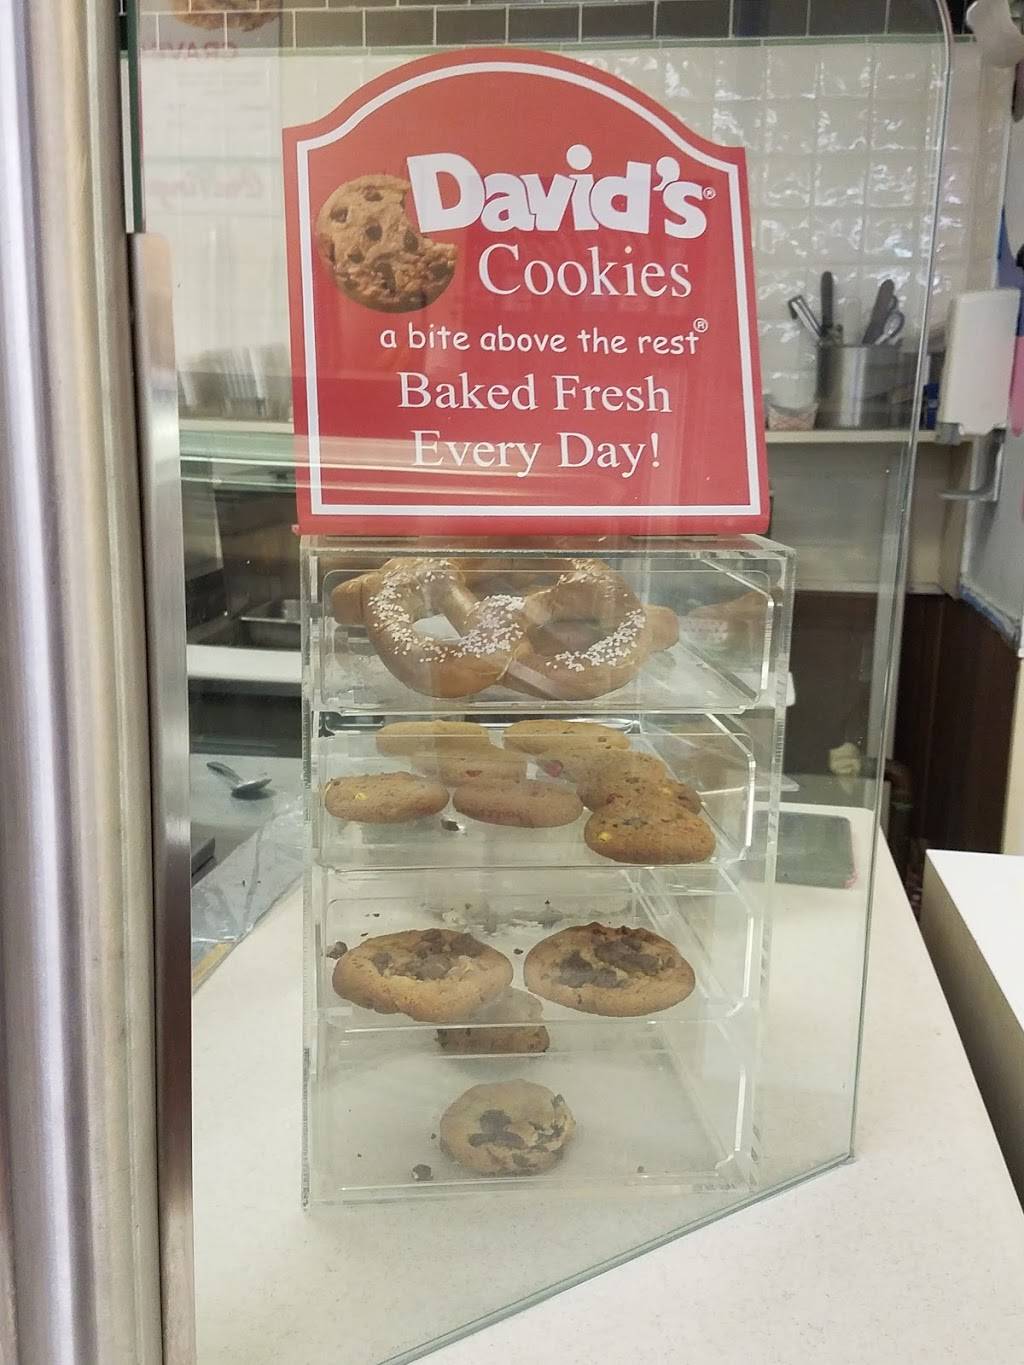 David's®
Cookies
a bite above the rest®
Baked Fresh
Every Day!